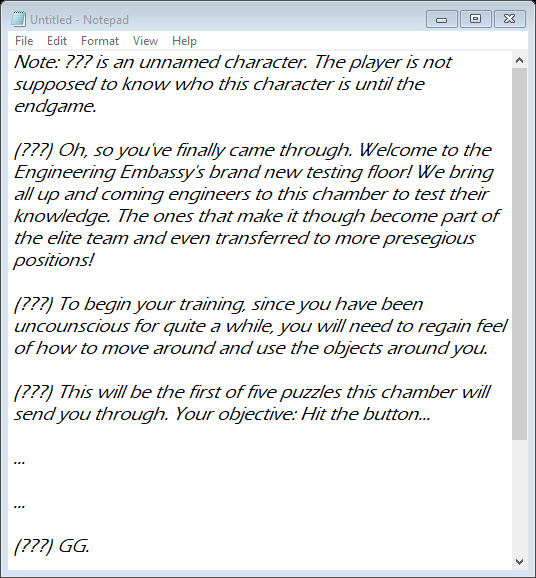 Untitled - Notepad
File Edit Format View Help
Note: ??? is an unnamed character. The player is not
supposed to know who this character is until the
endgame.
(???) Oh, so you've finally came through. Welcome to the
Engineering Embassy's brand new testing floor! We bring
all up and coming engineers to this chamber to test their
knowledge. The ones that make it though become part of
the elite team and even transferred to more presegious
positions!
(???) To begin your training, since you have been
uncounscious for quite a while, you will need to regain feel
of how to move around and use the objects around you.
(???) This will be the first of five puzzles this chamber will
send you through. Your objective: Hit the button...
...
...
(???) GG.